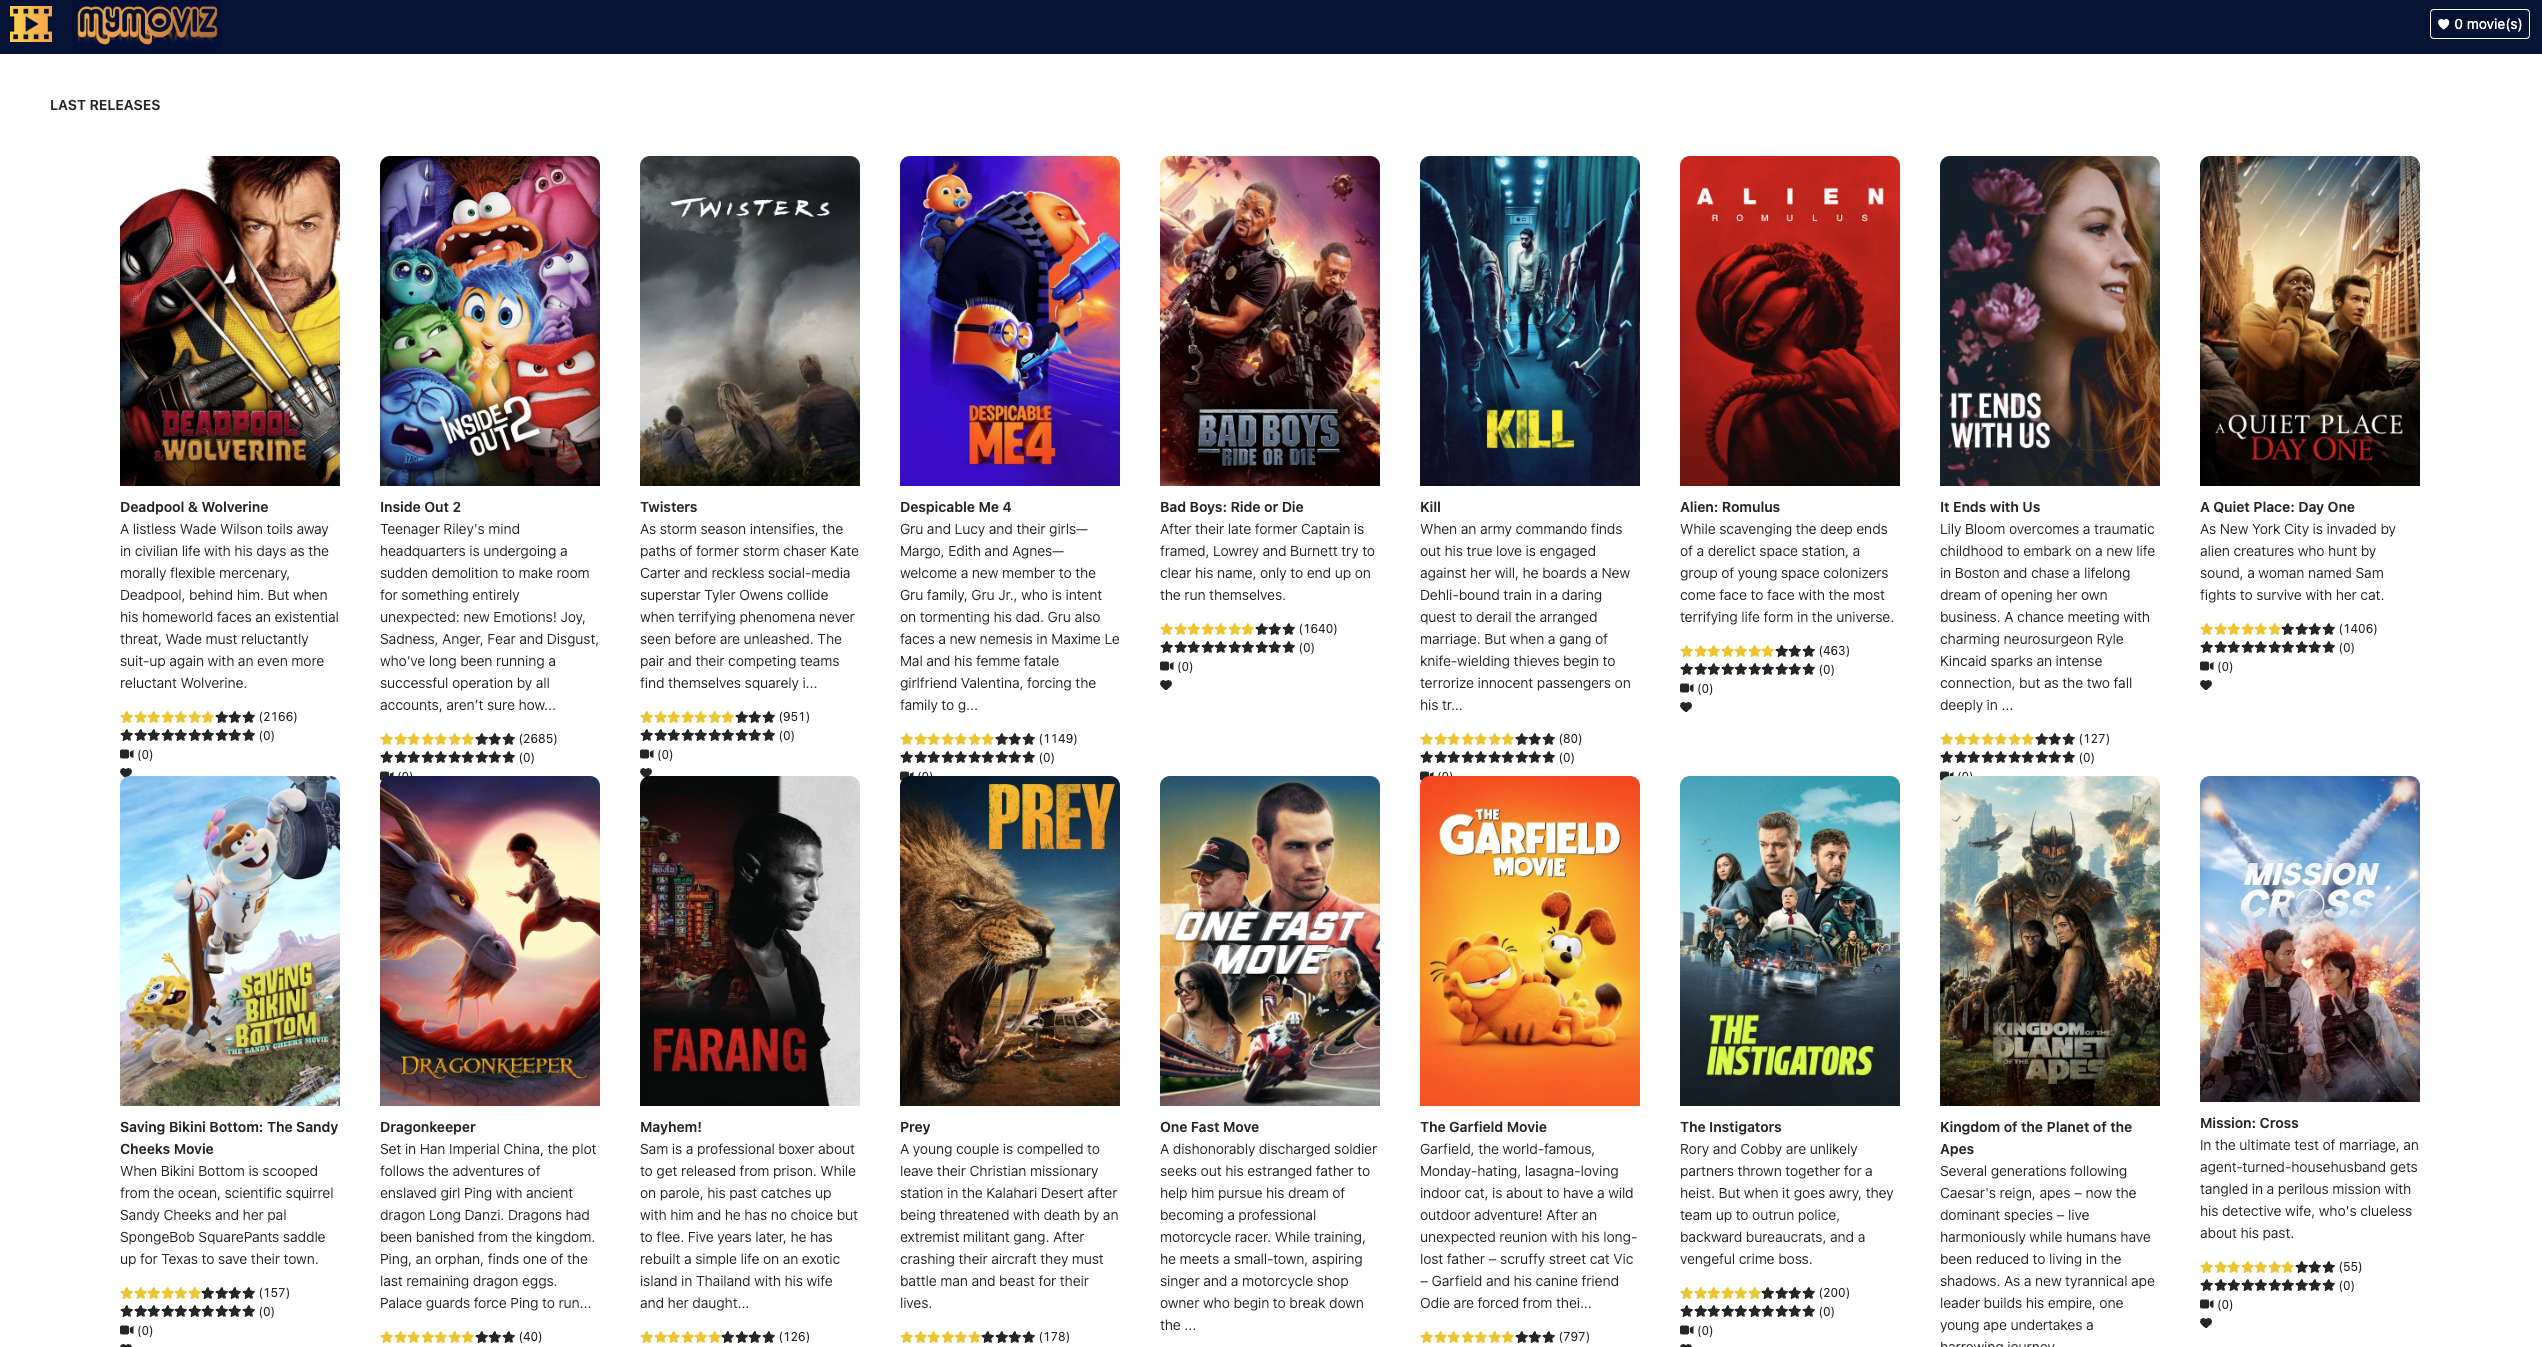 mymoviz
0 movie(s)
LAST RELEASES
DEADPOOL
& WOLVERINE
INSIDE
OUT 2
TWISTERS
DESPICABLE
ME 4
BAD BOYS
RIDE OR DIE
KILL
ALIEN
ROMULUS
IT ENDS
WITH US
A QUIET PLACE
DAY ONE
Deadpool & Wolverine
A listless Wade Wilson toils away
in civilian life with his days as the
morally flexible mercenary,
Deadpool, behind him. But when
his homeworld faces an existential
threat, Wade must reluctantly
suit-up again with an even more
reluctant Wolverine.
(2166)
(0)
(0)
Inside Out 2
Teenager Riley's mind
headquarters is undergoing a
sudden demolition to make room
for something entirely
unexpected: new Emotions! Joy,
Sadness, Anger, Fear and Disgust,
who've long been running a
successful operation by all
accounts, aren't sure how...
(2685)
(0)
(0)
Twisters
As storm season intensifies, the
paths of former storm chaser Kate
Carter and reckless social-media
superstar Tyler Owens collide
when terrifying phenomena never
seen before are unleashed. The
pair and their competing teams
find themselves squarely i...
(951)
(0)
(0)
Despicable Me 4
Gru and Lucy and their girls—
Margo, Edith and Agnes—
welcome a new member to the
Gru family, Gru Jr., who is intent
on tormenting his dad. Gru also
faces a new nemesis in Maxime Le
Mal and his femme fatale
girlfriend Valentina, forcing the
family to g...
(1149)
(0)
(0)
Bad Boys: Ride or Die
After their late former Captain is
framed, Lowrey and Burnett try to
clear his name, only to end up on
the run themselves.
(1640)
(0)
(0)
Kill
When an army commando finds
out his true love is engaged
against her will, he boards a New
Dehli-bound train in a daring
quest to derail the arranged
marriage. But when a gang of
knife-wielding thieves begin to
terrorize innocent passengers on
his tr...
(80)
(0)
(0)
Alien: Romulus
While scavenging the deep ends
of a derelict space station, a
group of young space colonizers
come face to face with the most
terrifying life form in the universe.
(463)
(0)
(0)
It Ends with Us
Lily Bloom overcomes a traumatic
childhood to embark on a new life
in Boston and chase a lifelong
dream of opening her own
business. A chance meeting with
charming neurosurgeon Ryle
Kincaid sparks an intense
connection, but as the two fall
deeply in ...
(127)
(0)
(0)
A Quiet Place: Day One
As New York City is invaded by
alien creatures who hunt by
sound, a woman named Sam
fights to survive with her cat.
(1406)
(0)
(0)
SAVING
BIKINI
BOTTOM
THE SANDY CHEEKS MOVIE
DRAGONKEEPER
FARANG
PREY
ONE FAST
MOVE
THE
GARFIELD
MOVIE
THE
INSTIGATORS
KINGDOM OF THE
PLANET
OF THE
APES
MISSION
CROSS
Saving Bikini Bottom: The Sandy
Cheeks Movie
When Bikini Bottom is scooped
from the ocean, scientific squirrel
Sandy Cheeks and her pal
SpongeBob SquarePants saddle
up for Texas to save their town.
(157)
(0)
(0)
Dragonkeeper
Set in Han Imperial China, the plot
follows the adventures of
enslaved girl Ping with ancient
dragon Long Danzi. Dragons had
been banished from the kingdom.
Ping, an orphan, finds one of the
last remaining dragon eggs.
Palace guards force Ping to run...
(40)
Mayhem!
Sam is a professional boxer about
to get released from prison. While
on parole, his past catches up
with him and he has no choice but
to flee. Five years later, he has
rebuilt a simple life on an exotic
island in Thailand with his wife
and her daught...
(126)
Prey
A young couple is compelled to
leave their Christian missionary
station in the Kalahari Desert after
being threatened with death by an
extremist militant gang. After
crashing their aircraft they must
battle man and beast for their
lives.
(178)
One Fast Move
A dishonorably discharged soldier
seeks out his estranged father to
help him pursue his dream of
becoming a professional
motorcycle racer. While training,
he meets a small-town, aspiring
singer and a motorcycle shop
owner who begin to break down
the ...
The Garfield Movie
Garfield, the world-famous,
Monday-hating, lasagna-loving
indoor cat, is about to have a wild
outdoor adventure! After an
unexpected reunion with his long-
lost father – scruffy street cat Vic
– Garfield and his canine friend
Odie are forced from thei...
(797)
The Instigators
Rory and Cobby are unlikely
partners thrown together for a
heist. But when it goes awry, they
team up to outrun police,
backward bureaucrats, and a
vengeful crime boss.
(200)
(0)
(0)
Kingdom of the Planet of the
Apes
Several generations following
Caesar's reign, apes – now the
dominant species – live
harmoniously while humans have
been reduced to living in the
shadows. As a new tyrannical ape
leader builds his empire, one
young ape undertakes a
harrowing journey
Mission: Cross
In the ultimate test of marriage, an
agent-turned-househusband gets
tangled in a perilous mission with
his detective wife, who's clueless
about his past.
(55)
(0)
(0)